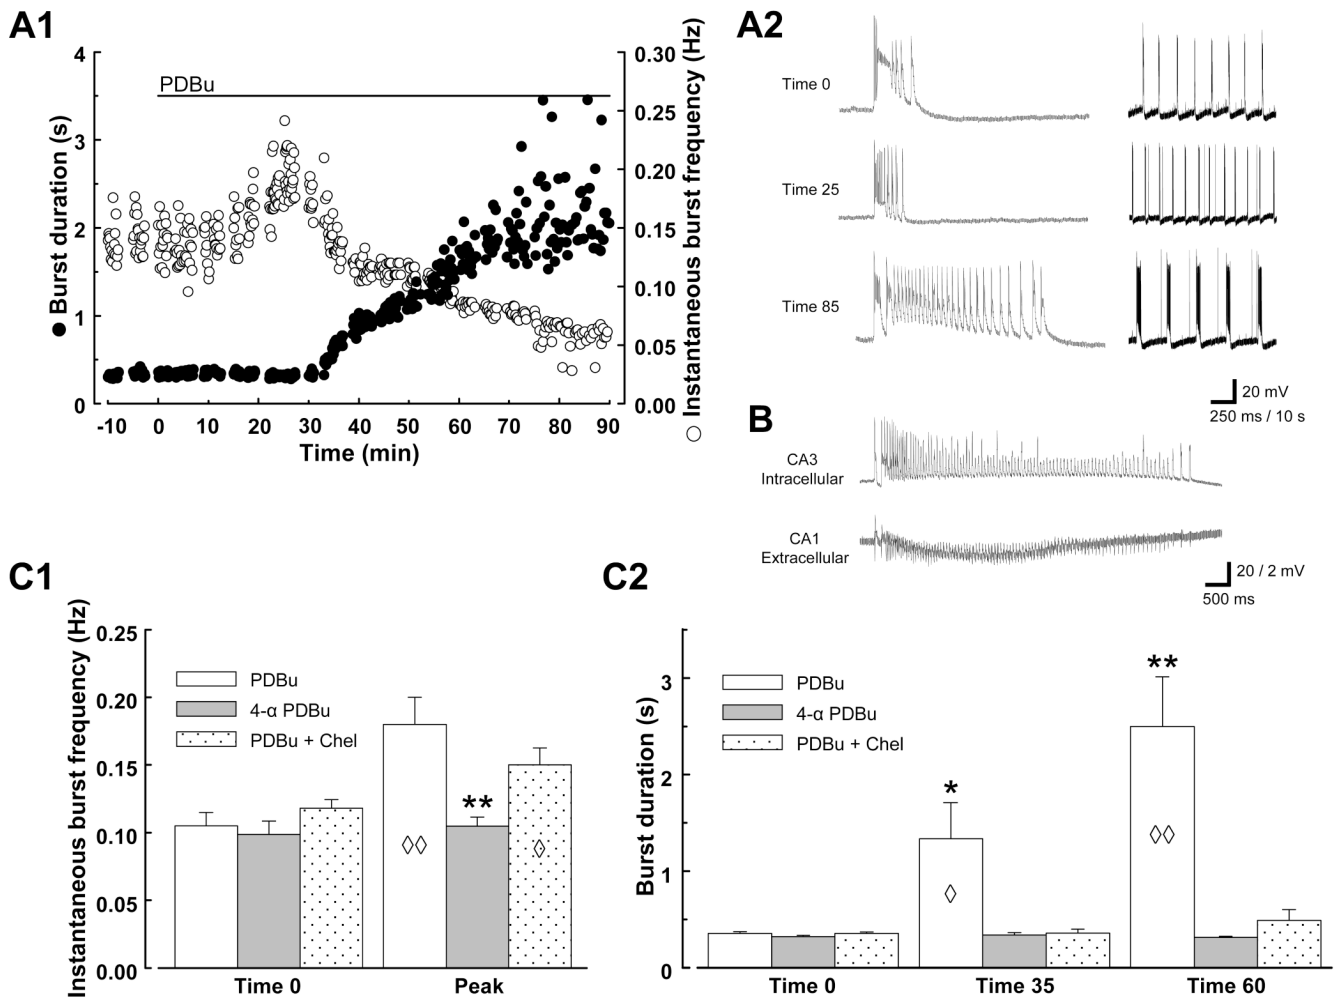 A1
4
3
2
1
0
● Burst duration (s)
PDBu
0.30
0.25
0.20
0.15
0.10
0.05
0.00
○ Instantaneous burst frequency (Hz)
-10 0 10 20 30 40 50 60 70 80 90
Time (min)
A2
Time 0
Time 25
Time 85
20 mV
250 ms / 10 s
B
CA3
Intracellular
CA1
Extracellular
20 / 2 mV
500 ms
C1
Instantaneous burst frequency (Hz)
0.25
0.20
0.15
0.10
0.05
0.00
PDBu
4-α PDBu
PDBu + Chel
**
◊◊
◊
Time 0 Peak
C2
Burst duration (s)
3
2
1
0
PDBu
4-α PDBu
PDBu + Chel
*
◊
**
◊◊
Time 0 Time 35 Time 60